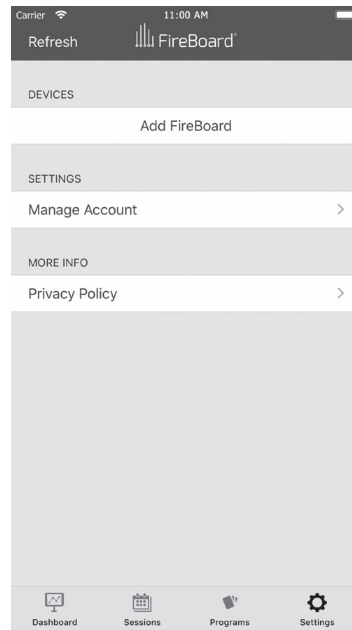 Carrier 11:00 AM
Refresh FireBoard®
DEVICES
Add FireBoard
SETTINGS
Manage Account
MORE INFO
Privacy Policy
Dashboard Sessions Programs Settings